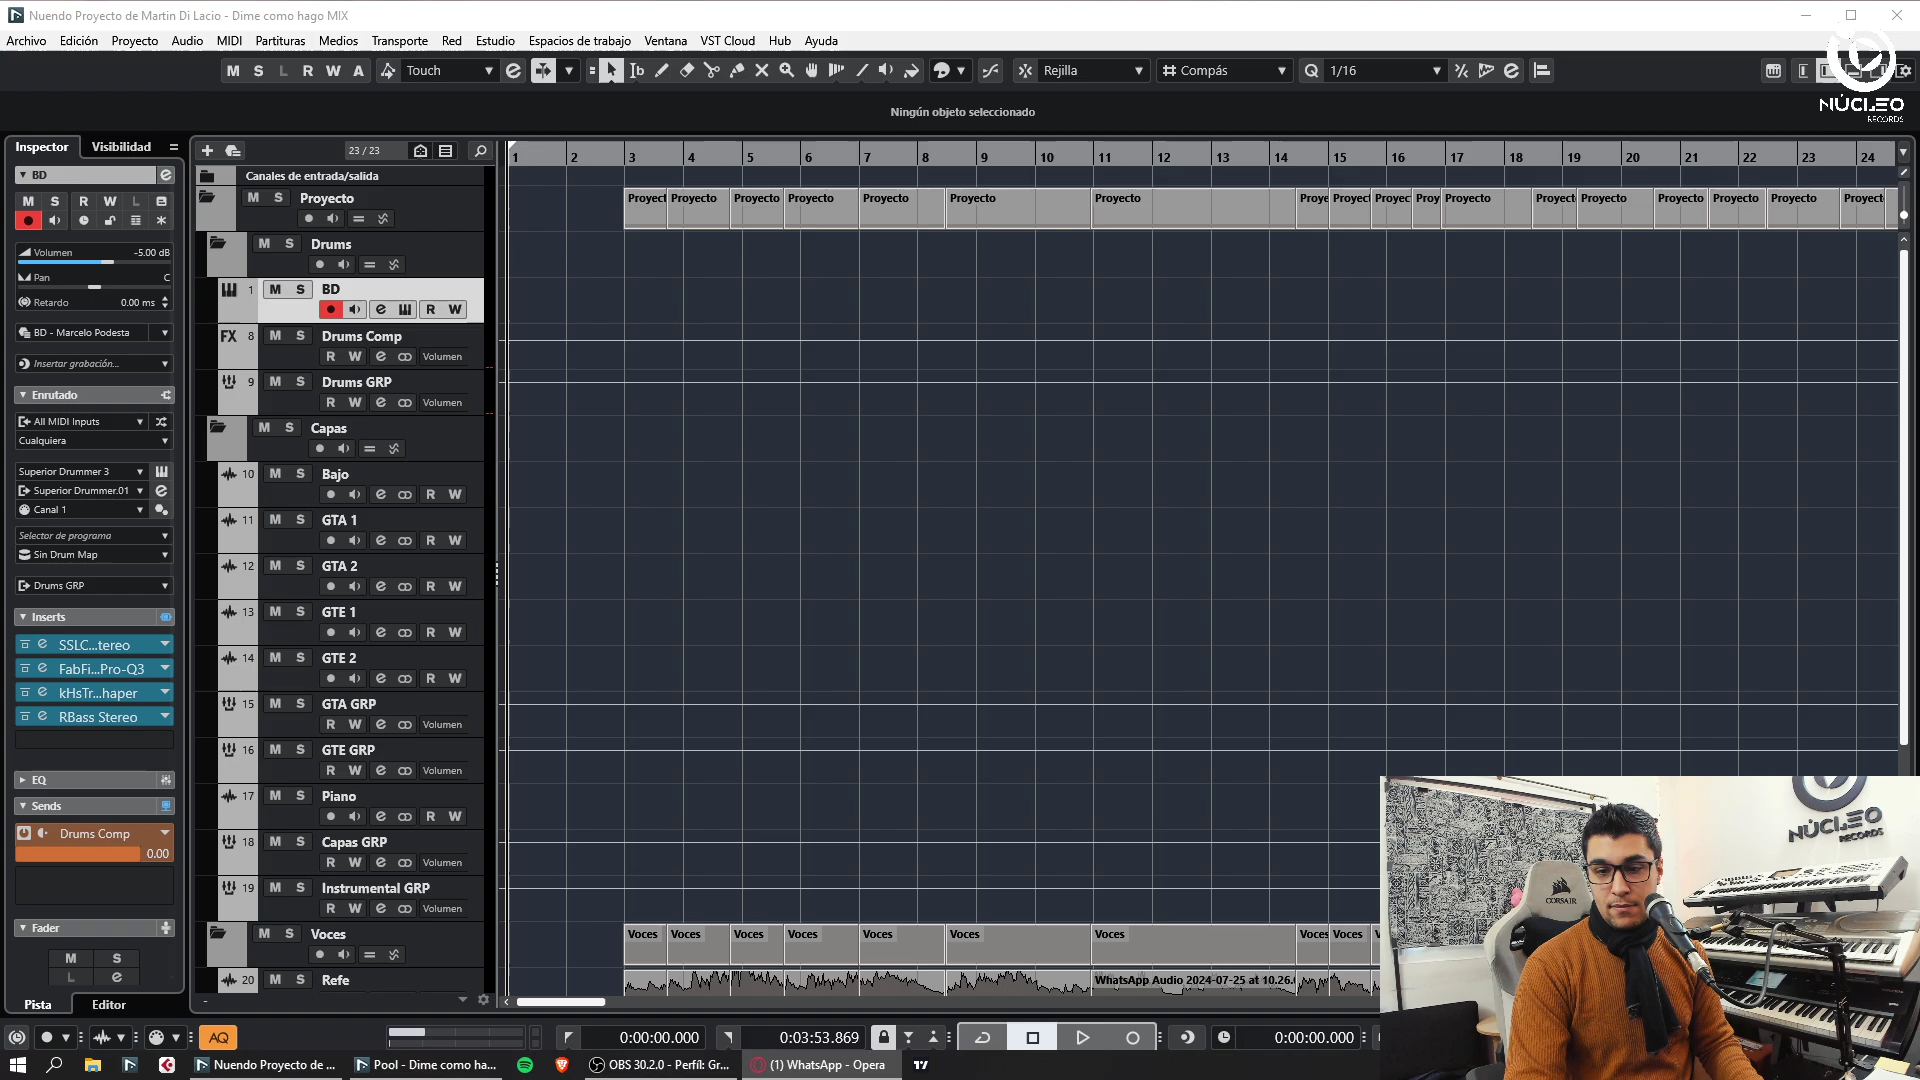 Nuendo Proyecto de Martin Di Lacio - Dime como hago MIX
Archivo Edición Proyecto Audio MIDI Partituras Medios Transporte Red Estudio Espacios de trabajo Ventana VST Cloud Hub Ayuda
M S L R W A Touch Rejilla Compás Q 1/16
NÚCLEO
RECORDS
Ningún objeto seleccionado
Inspector Visibilidad
23 / 23
1 2 3 4 5 6 7 8 9 10 11 12 13 14 15 16 17 18 19 20 21 22 23 24
BD
M S R W L
Volumen -5.00 dB
Pan C
Retardo 0.00 ms
BD - Marcelo Podesta
Insertar grabación...
Enrutado
All MIDI Inputs
Cualquiera
Superior Drummer 3
Superior Drummer.01
Canal 1
Selector de programa
Sin Drum Map
Drums GRP
Inserts
SSLC...tereo
FabFi...Pro-Q3
kHsTr...haper
RBass Stereo
EQ
Sends
Drums Comp
0.00
Fader
M S
L e
Pista Editor
Canales de entrada/salida
M S Proyecto
M S Drums
1 M S BD
R W
FX 8 M S Drums Comp
R W Volumen
9 M S Drums GRP
R W Volumen
M S Capas
10 M S Bajo
R W
11 M S GTA 1
R W
12 M S GTA 2
R W
13 M S GTE 1
R W
14 M S GTE 2
R W
15 M S GTA GRP
R W Volumen
16 M S GTE GRP
R W Volumen
17 M S Piano
R W
18 M S Capas GRP
R W Volumen
19 M S Instrumental GRP
R W Volumen
M S Voces
20 M S Refe
Proyect Proyecto Proyecto Proyecto Proyecto Proyecto Proyecto Proye Proyec Proyec Proy Proyecto Proyect Proyecto Proyecto Proyecto Proyecto Proyect
Voces Voces Voces Voces Voces Voces Voces Voces Voces
WhatsApp Audio 2024-07-25 at 10.26.
NÚCLEO
RECORDS
CORSAIR
AQ 0:00:00.000 0:03:53.869 0:00:00.000
Nuendo Proyecto de ... Pool - Dime como ha... OBS 30.2.0 - Perfil: Gr... (1) WhatsApp - Opera